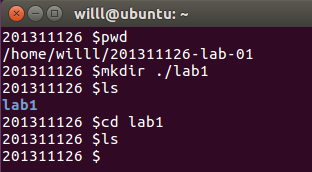 willl@ubuntu: ~
201311126 $pwd
/home/willl/201311126-lab-01
201311126 $mkdir ./lab1
201311126 $ls
lab1
201311126 $cd lab1
201311126 $ls
201311126 $